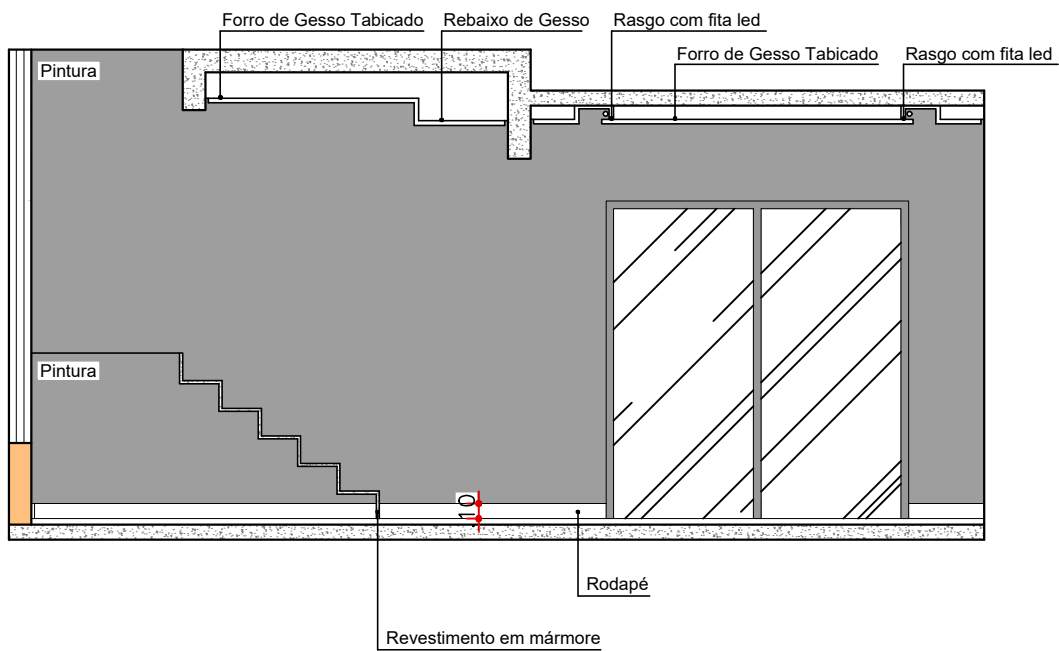 Forro de Gesso Tabicado
Rebaixo de Gesso
Rasgo com fita led
Forro de Gesso Tabicado
Rasgo com fita led
Pintura
Pintura
10
Rodapé
Revestimento em mármore